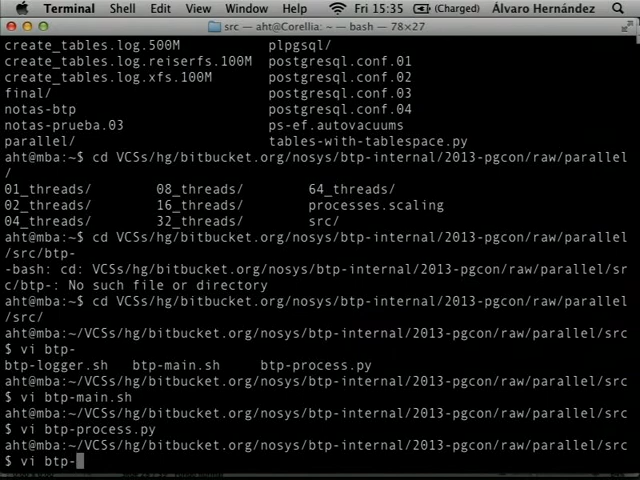 Terminal Shell Edit View Window Help Fri 15:35 (Charged) Álvaro Hernández
src — aht@Corellia: ~ — bash — 78×27
create_tables.log.500M plpgsql/
create_tables.log.reiserfs.100M postgresql.conf.01
create_tables.log.xfs.100M postgresql.conf.02
final/ postgresql.conf.03
notas-btp postgresql.conf.04
notas-prueba.03 ps-ef.autovacuums
parallel/ tables-with-tablespace.py
aht@mba:~$ cd VCSs/hg/bitbucket.org/nosys/btp-internal/2013-pgcon/raw/parallel
/
01_threads/ 08_threads/ 64_threads/
02_threads/ 16_threads/ processes.scaling
04_threads/ 32_threads/ src/
aht@mba:~$ cd VCSs/hg/bitbucket.org/nosys/btp-internal/2013-pgcon/raw/parallel
/src/btp-
-bash: cd: VCSs/hg/bitbucket.org/nosys/btp-internal/2013-pgcon/raw/parallel/sr
c/btp-: No such file or directory
aht@mba:~$ cd VCSs/hg/bitbucket.org/nosys/btp-internal/2013-pgcon/raw/parallel
/src/
aht@mba:~/VCSs/hg/bitbucket.org/nosys/btp-internal/2013-pgcon/raw/parallel/src
$ vi btp-
btp-logger.sh btp-main.sh btp-process.py
aht@mba:~/VCSs/hg/bitbucket.org/nosys/btp-internal/2013-pgcon/raw/parallel/src
$ vi btp-main.sh
aht@mba:~/VCSs/hg/bitbucket.org/nosys/btp-internal/2013-pgcon/raw/parallel/src
$ vi btp-process.py
aht@mba:~/VCSs/hg/bitbucket.org/nosys/btp-internal/2013-pgcon/raw/parallel/src
$ vi btp-